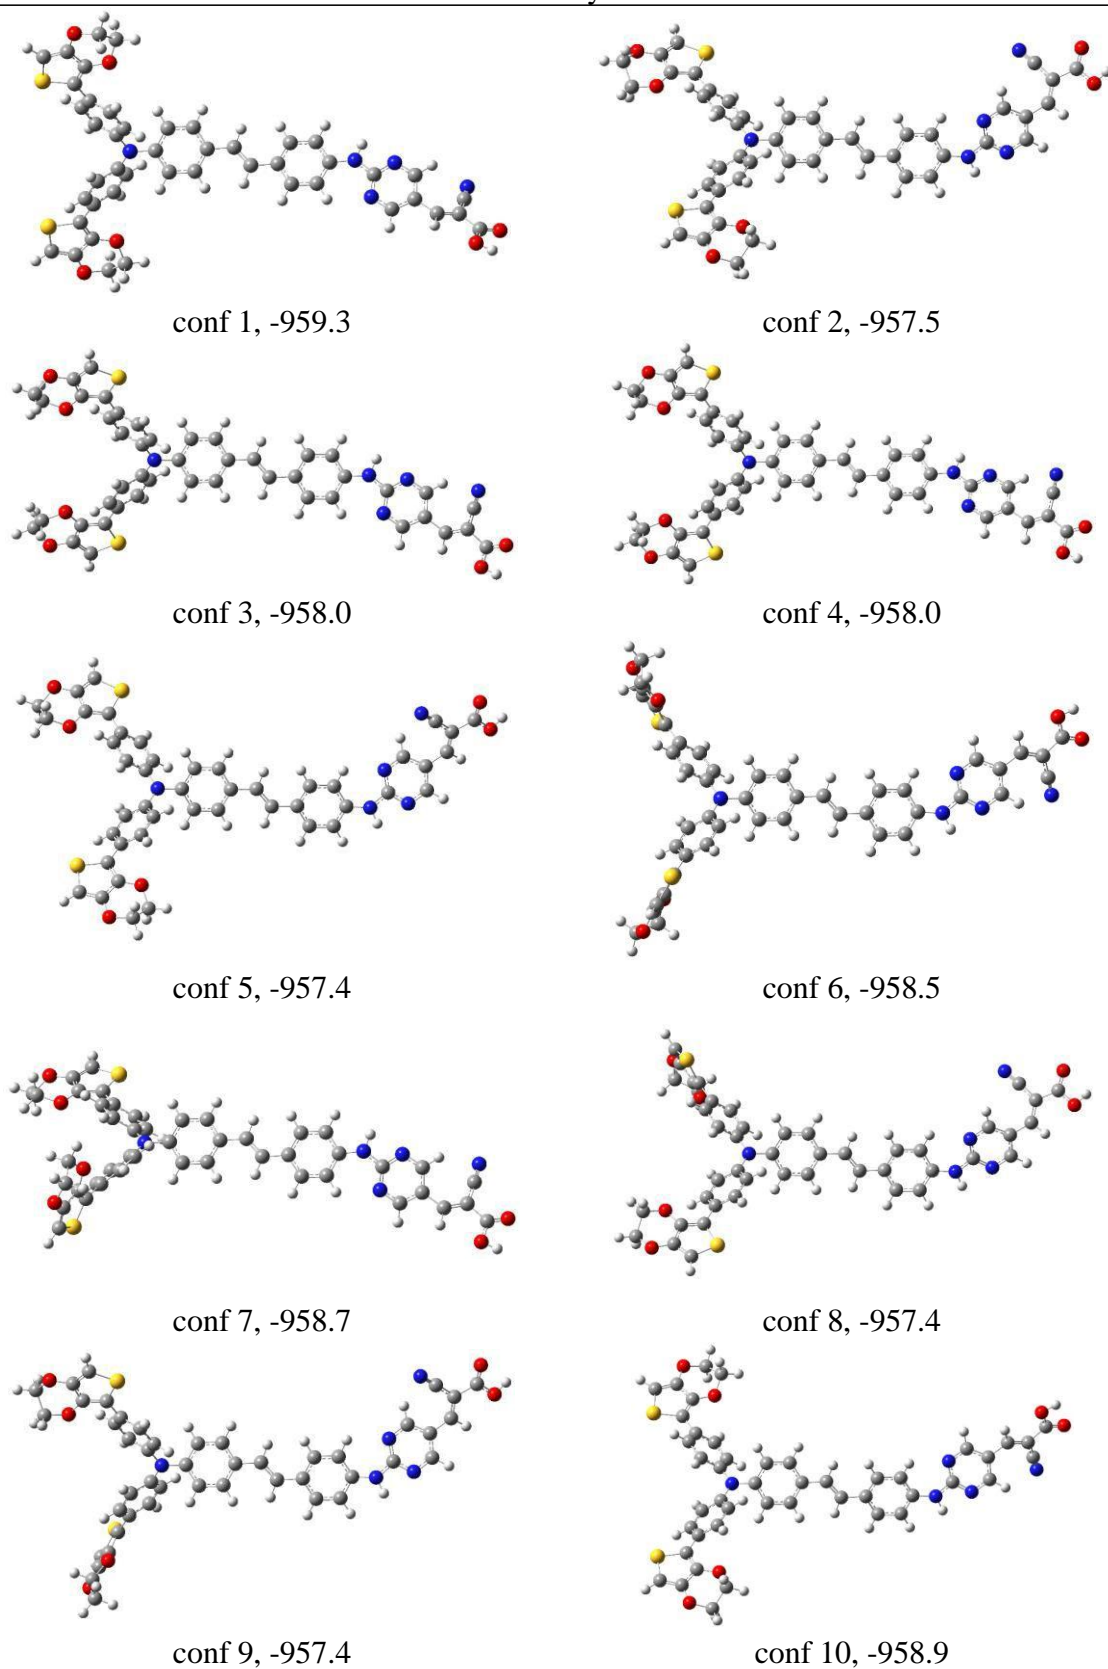 conf 1, -959.3
conf 2, -957.5
conf 3, -958.0
conf 4, -958.0
conf 5, -957.4
conf 6, -958.5
conf 7, -958.7
conf 8, -957.4
conf 9, -957.4
conf 10, -958.9